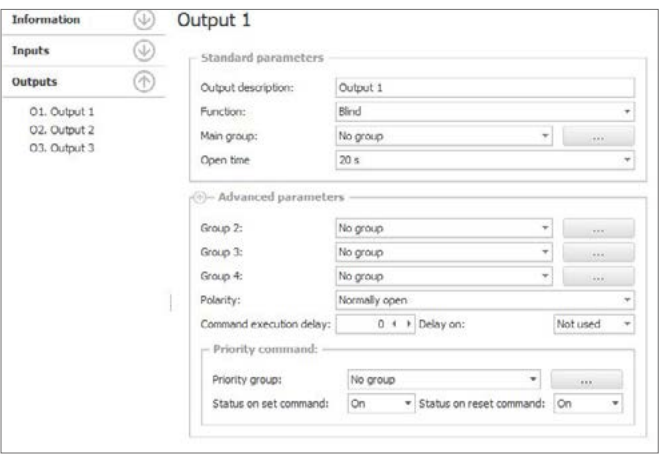 Information
Inputs
Outputs
O1. Output 1
O2. Output 2
O3. Output 3
Output 1
Standard parameters
Output description: Output 1
Function: Blind
Main group: No group ...
Open time 20 s
Advanced parameters
Group 2: No group ...
Group 3: No group ...
Group 4: No group ...
Polarity: Normally open
Command execution delay: 0 Delay on: Not used
Priority command:
Priority group: No group ...
Status on set command: On Status on reset command: On